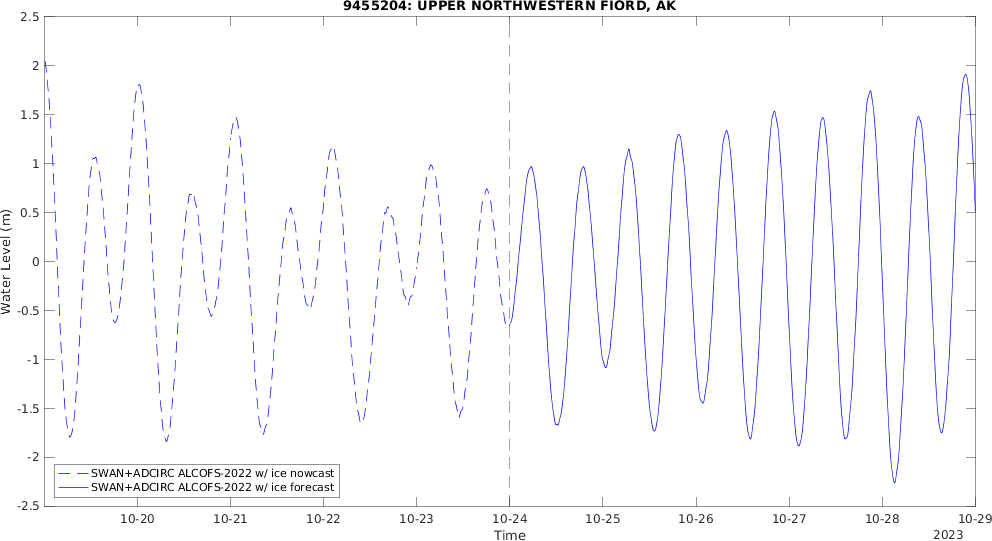 9455204: UPPER NORTHWESTERN FIORD, AK
2.5
2
1.5
1
0.5
0
-0.5
-1
-1.5
-2
-2.5
Water Level (m)
SWAN+ADCIRC ALCOFS-2022 w/ ice nowcast
SWAN+ADCIRC ALCOFS-2022 w/ ice forecast
10-20 10-21 10-22 10-23 10-24 10-25 10-26 10-27 10-28 10-29
Time
2023